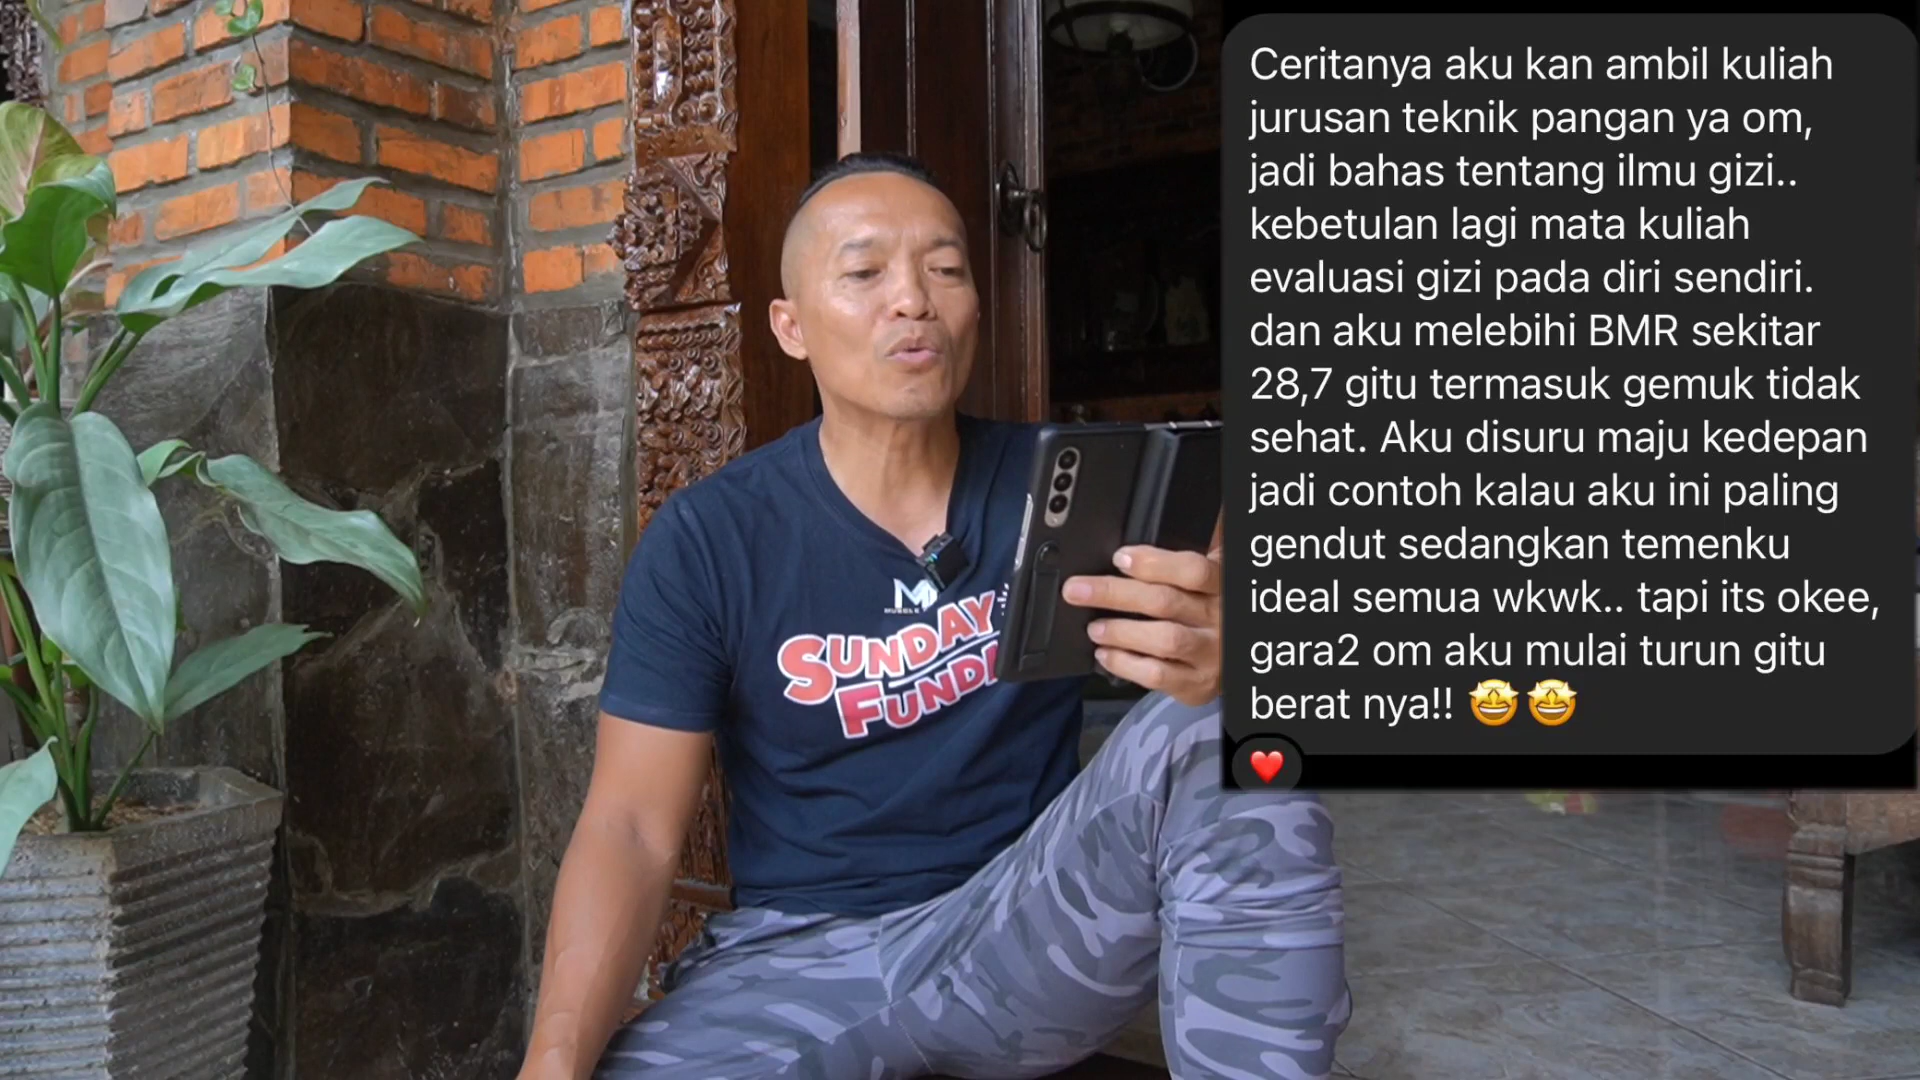 Ceritanya aku kan ambil kuliah
jurusan teknik pangan ya om,
jadi bahas tentang ilmu gizi..
kebetulan lagi mata kuliah
evaluasi gizi pada diri sendiri.
dan aku melebihi BMR sekitar
28,7 gitu termasuk gemuk tidak
sehat. Aku disuru maju kedepan
jadi contoh kalau aku ini paling
gendut sedangkan temenku
ideal semua wkwk.. tapi its okee,
gara2 om aku mulai turun gitu
berat nya!! 🤩🤩
SUNDAY